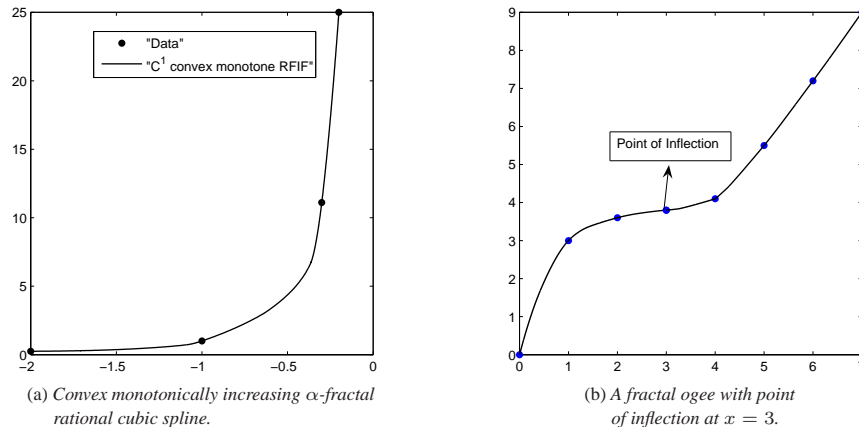 25
20
15
10
5
0
"Data"
"C¹ convex monotone RFIF"
−2 −1.5 −1 −0.5 0
(a) Convex monotonically increasing α-fractal
rational cubic spline.
9
8
7
6
5
4
3
2
1
0
Point of Inflection
0 1 2 3 4 5 6
(b) A fractal ogee with point
of inflection at x = 3.